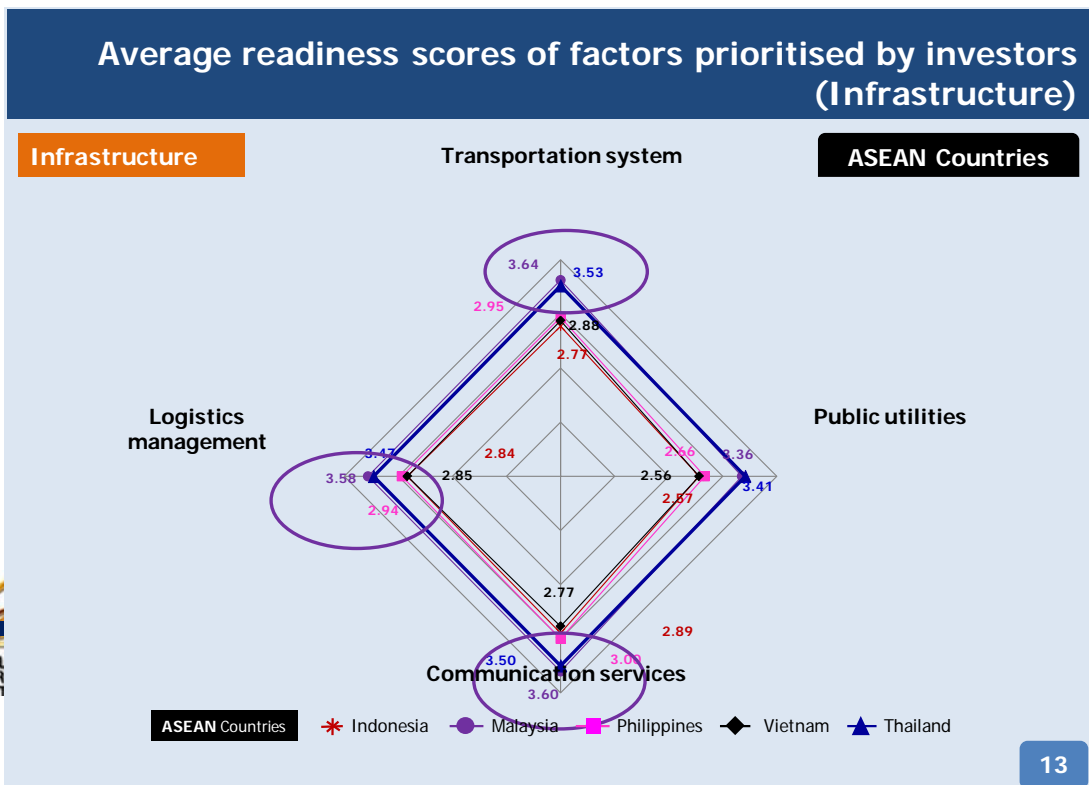 Average readiness scores of factors prioritised by investors
(Infrastructure)
Infrastructure
Transportation system
ASEAN Countries
3.64
3.53
2.95
2.88
2.77
Logistics
management
Public utilities
3.47
2.84
2.66
3.36
3.58
2.85
2.56
3.41
2.94
2.57
2.77
2.89
3.50
3.00
Communication services
3.60
ASEAN Countries
Indonesia
Malaysia
Philippines
Vietnam
Thailand
13